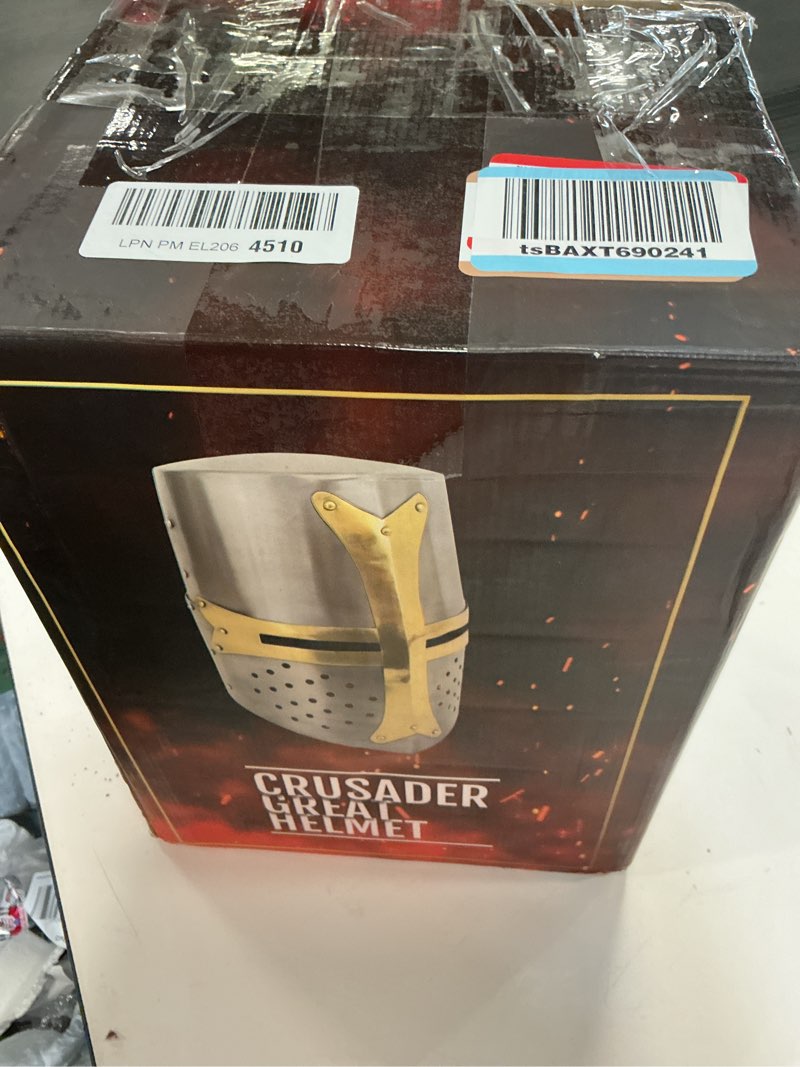 LPN PM EL206 4510
tsBAXT690241
CRUSADER
GREAT
HELMET